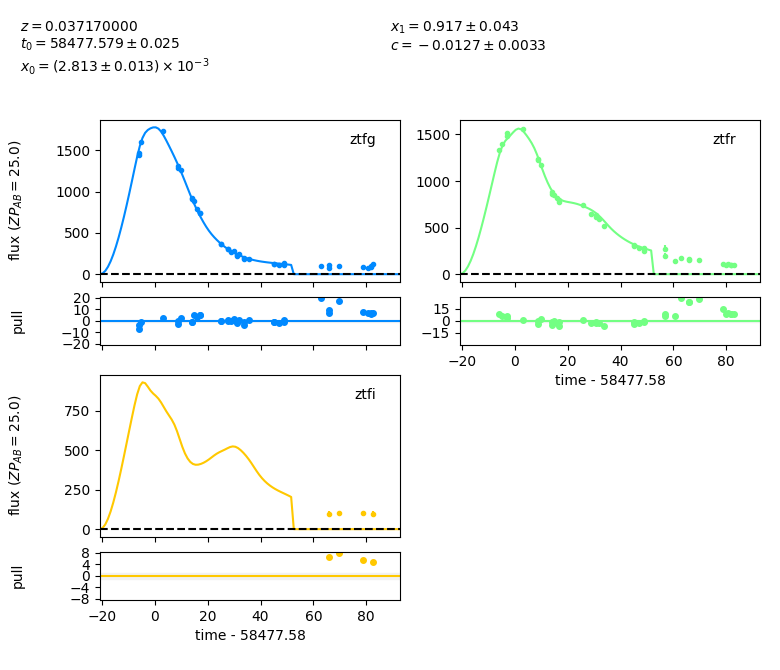 z = 0.037170000
t₀ = 58477.579 ± 0.025
x₀ = (2.813 ± 0.013) × 10⁻³
x₁ = 0.917 ± 0.043
c = −0.0127 ± 0.0033
flux (ZP_AB = 25.0)
1500
1000
500
0
ztfg
1500
1000
500
0
ztfr
pull
20
10
0
−10
−20
15
0
−15
−20 0 20 40 60 80
time - 58477.58
flux (ZP_AB = 25.0)
750
500
250
0
ztfi
pull
8
4
0
−4
−8
−20 0 20 40 60 80
time - 58477.58